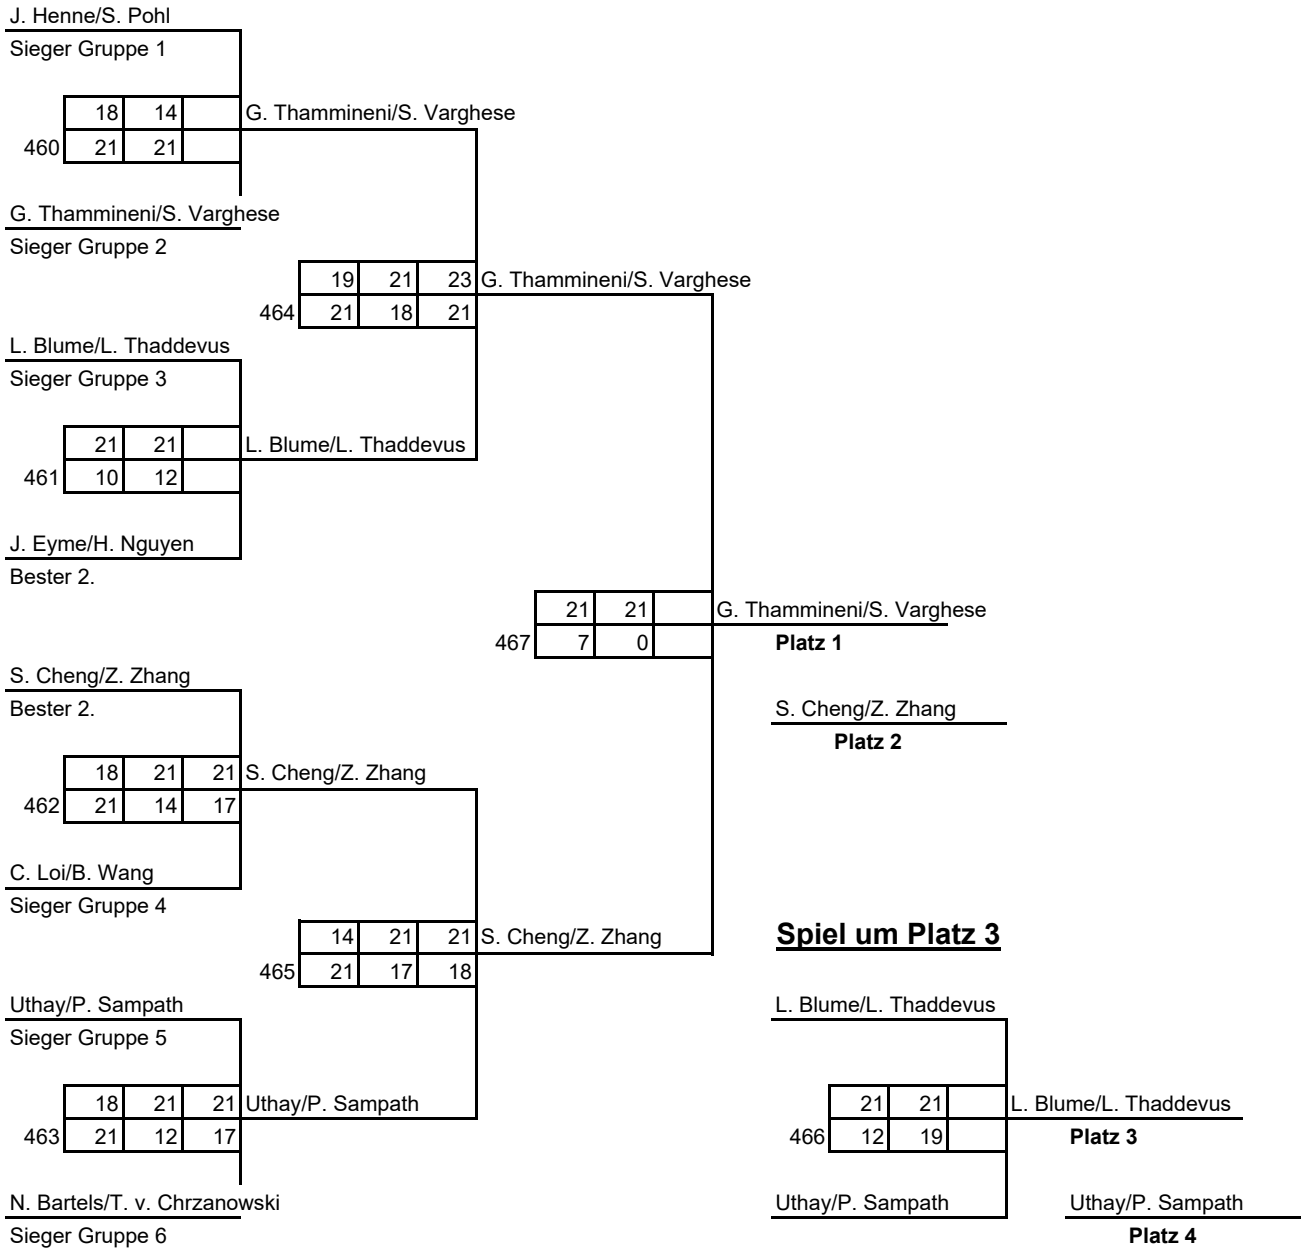 J. Henne/S. Pohl
Sieger Gruppe 1
18 14 G. Thammineni/S. Varghese
460 21 21
G. Thammineni/S. Varghese
Sieger Gruppe 2
19 21 23 G. Thammineni/S. Varghese
464 21 18 21
L. Blume/L. Thaddevus
Sieger Gruppe 3
21 21 L. Blume/L. Thaddevus
461 10 12
J. Eyme/H. Nguyen
Bester 2.
21 21 G. Thammineni/S. Varghese
467 7 0 Platz 1
S. Cheng/Z. Zhang
Bester 2. S. Cheng/Z. Zhang
Platz 2
18 21 21 S. Cheng/Z. Zhang
462 21 14 17
C. Loi/B. Wang
Sieger Gruppe 4
14 21 21 S. Cheng/Z. Zhang Spiel um Platz 3
465 21 17 18
Uthay/P. Sampath L. Blume/L. Thaddevus
Sieger Gruppe 5
18 21 21 Uthay/P. Sampath 21 21 L. Blume/L. Thaddevus
463 21 12 17 466 12 19 Platz 3
N. Bartels/T. v. Chrzanowski Uthay/P. Sampath Uthay/P. Sampath
Sieger Gruppe 6 Platz 4